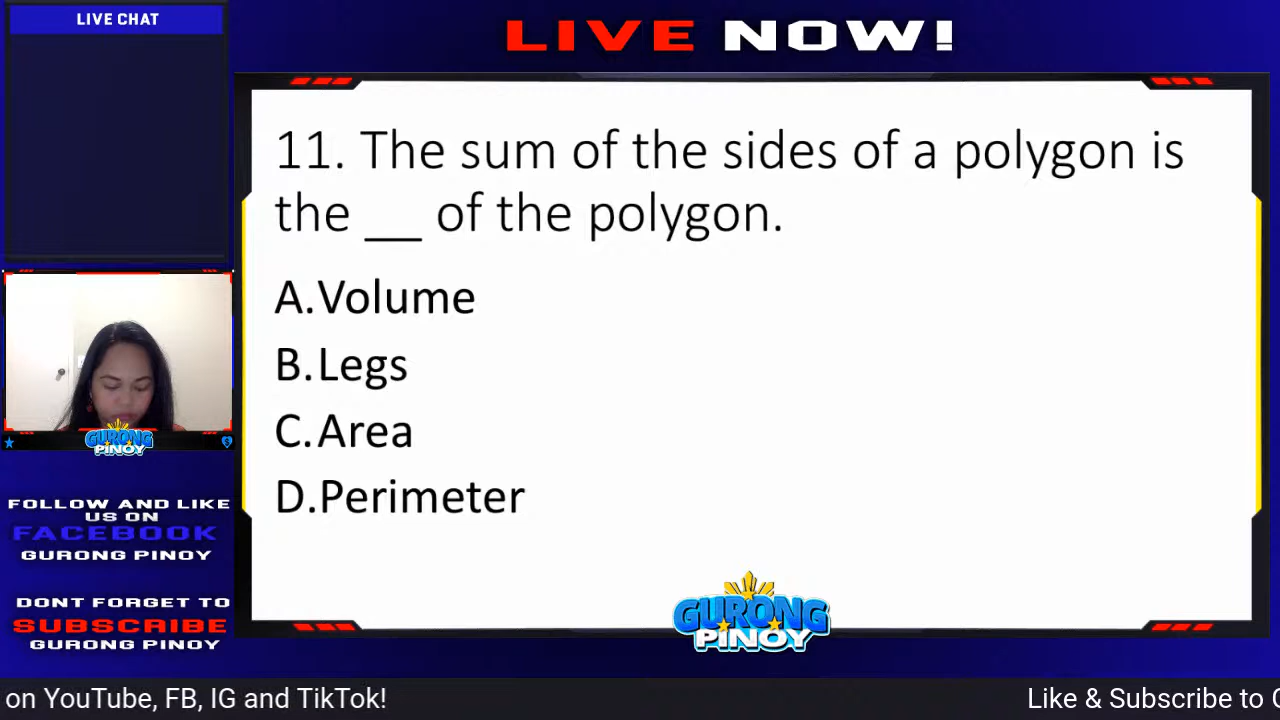 LIVE CHAT
LIVE NOW!
11. The sum of the sides of a polygon is
the __ of the polygon.
A.Volume
B.Legs
C.Area
D.Perimeter
GURONG
PINOY
FOLLOW AND LIKE
US ON
FACEBOOK
GURONG PINOY
DONT FORGET TO
SUBSCRIBE
GURONG PINOY
GURONG
PINOY
on YouTube, FB, IG and TikTok!
Like & Subscribe to